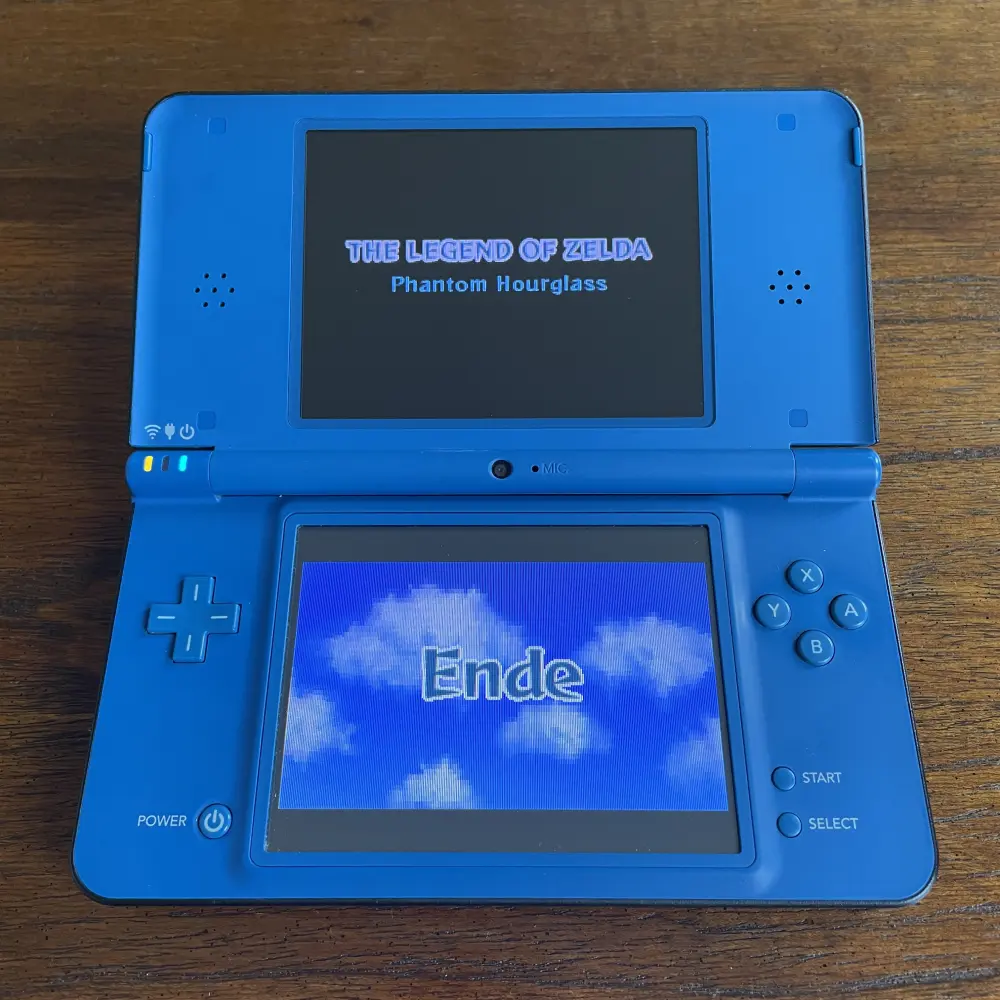 THE LEGEND OF ZELDA
Phantom Hourglass
MIC
Ende
X
Y
A
B
START
SELECT
POWER